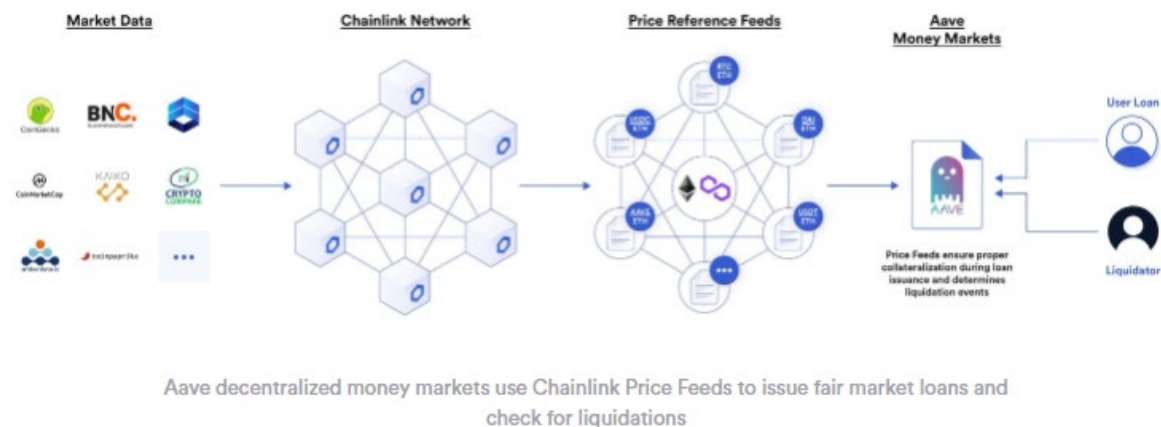 Market Data
Chainlink Network
Price Reference Feeds
Aave
Money Markets
CoinGecko
BNC.
CoinMarketCap
KAIKO
CRYPTO
COMPARE
coinpaprika
...
BTC
ETH
USDC
ETH
DAI
ETH
AAVE
ETH
USDT
ETH
...
AAVE
Price Feeds ensure proper
collateralization during loan
issuance and determines
liquidation events
User Loan
Liquidator
Aave decentralized money markets use Chainlink Price Feeds to issue fair market loans and
check for liquidations